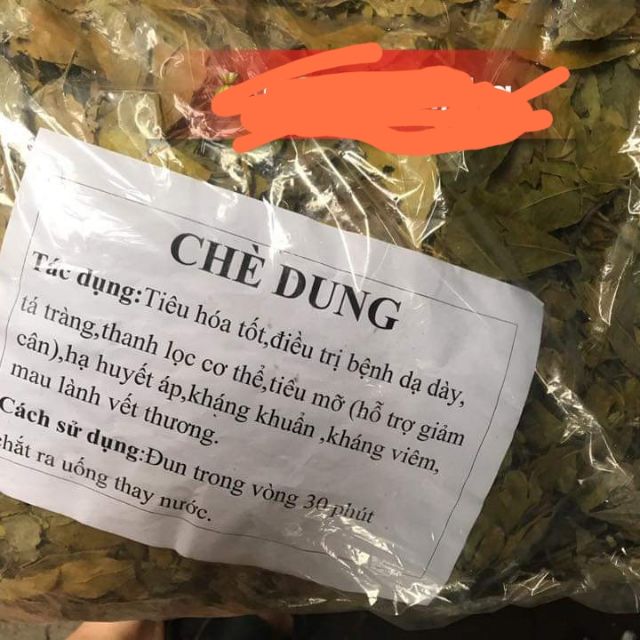 CHÈ DUNG
Tác dụng:Tiêu hóa tốt,điều trị bệnh dạ dày,
tá tràng,thanh lọc cơ thể,tiêu mỡ (hỗ trợ giảm
cân),hạ huyết áp,kháng khuẩn ,kháng viêm,
mau lành vết thương.
Cách sử dụng:Đun trong vòng 30 phút
chắt ra uống thay nước.